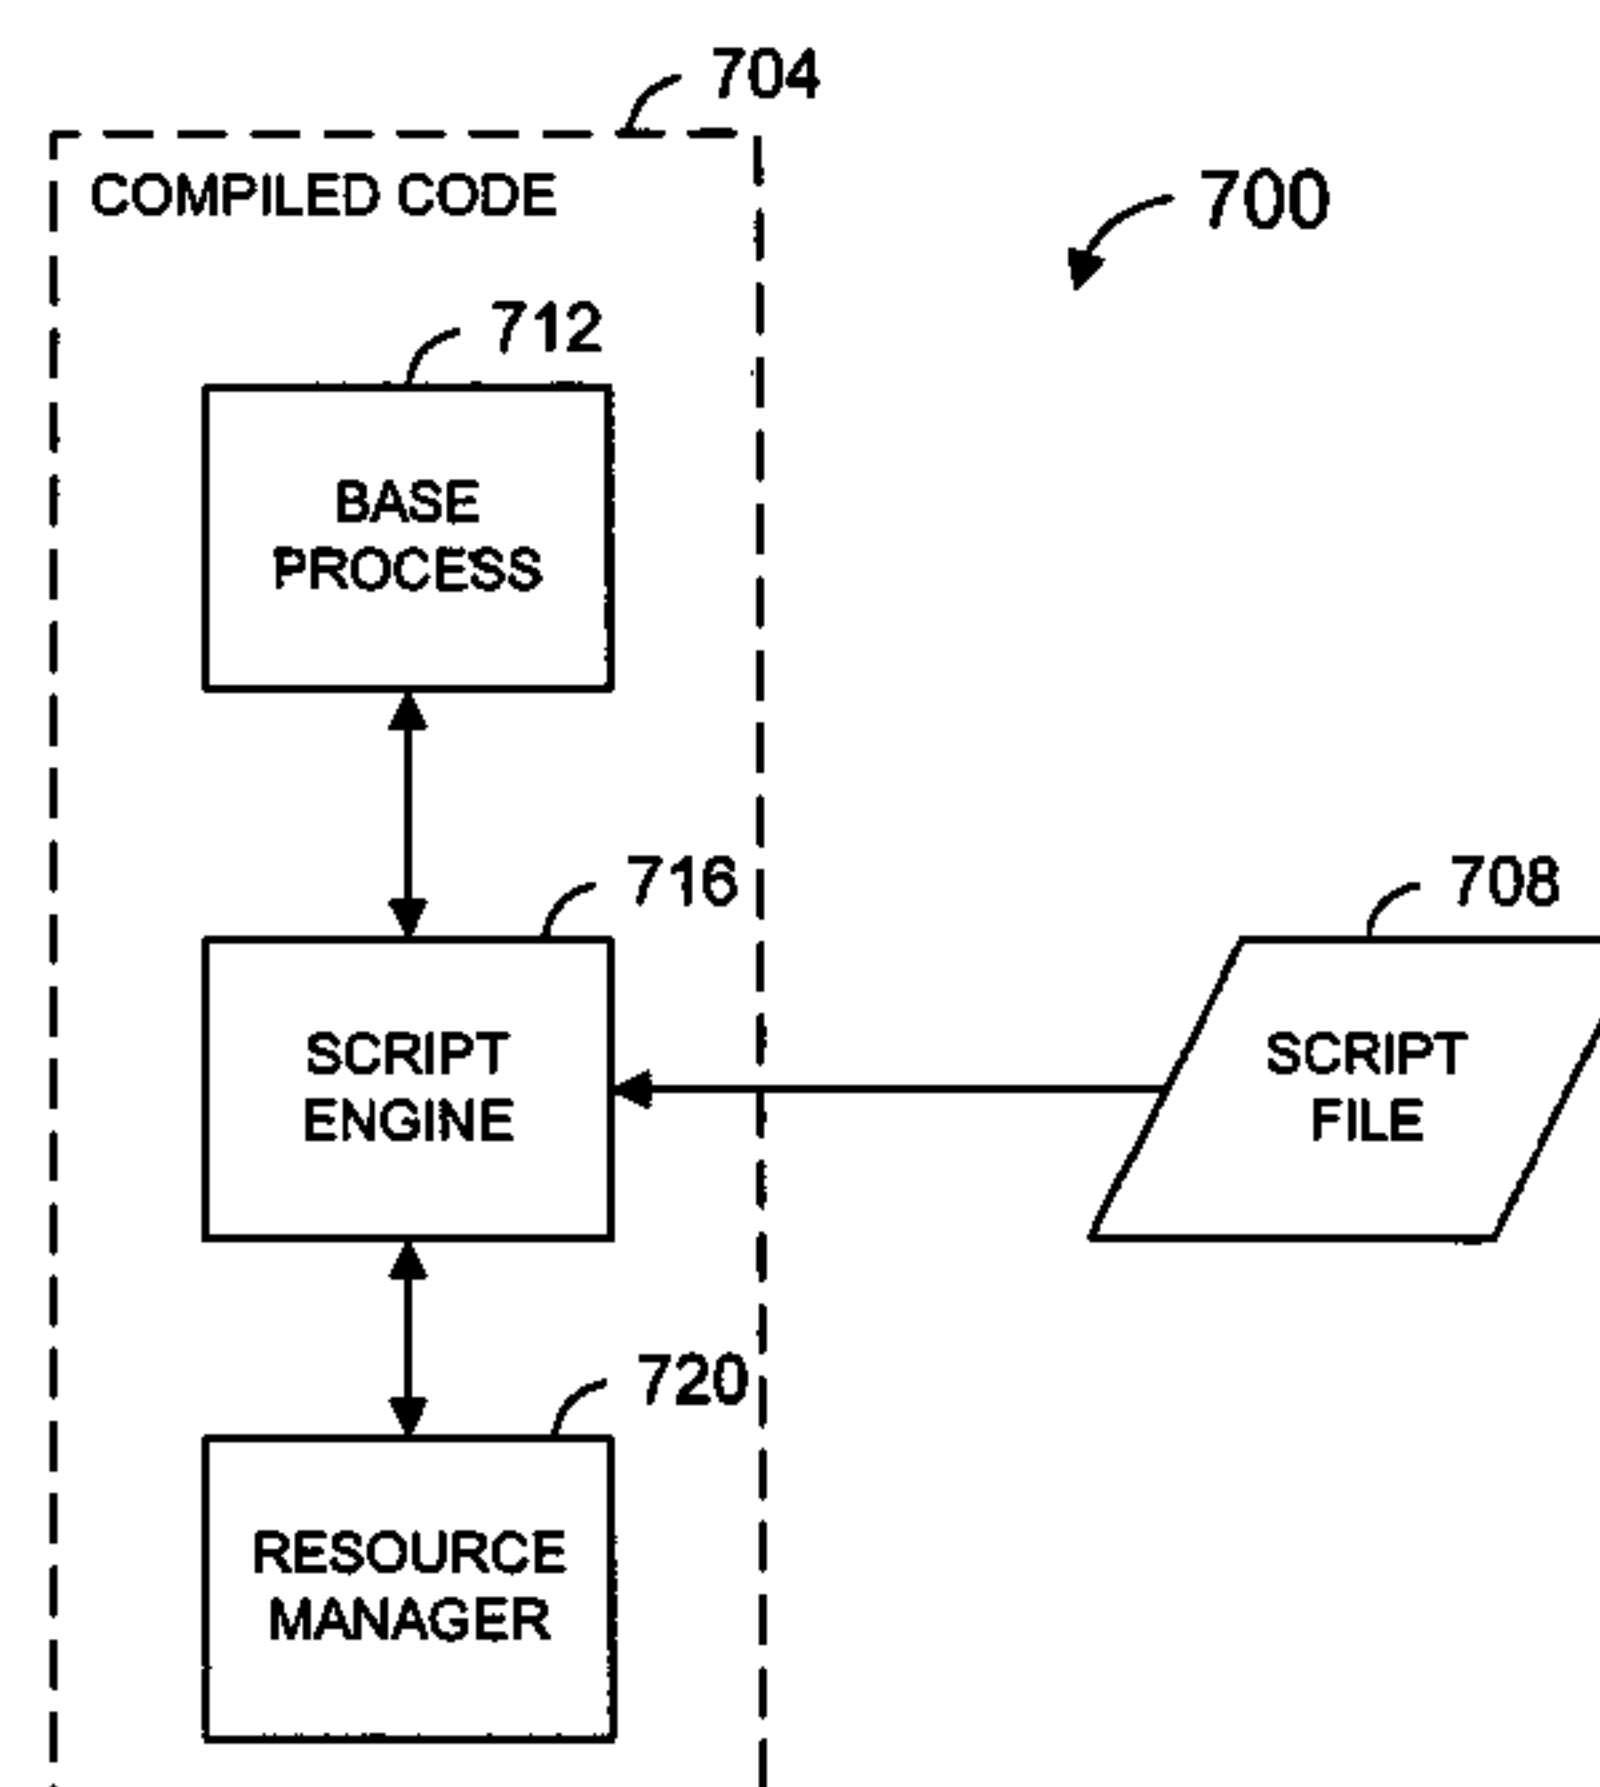 704
COMPILED CODE
700
712
BASE
PROCESS
716
708
SCRIPT
ENGINE
SCRIPT
FILE
720
RESOURCE
MANAGER